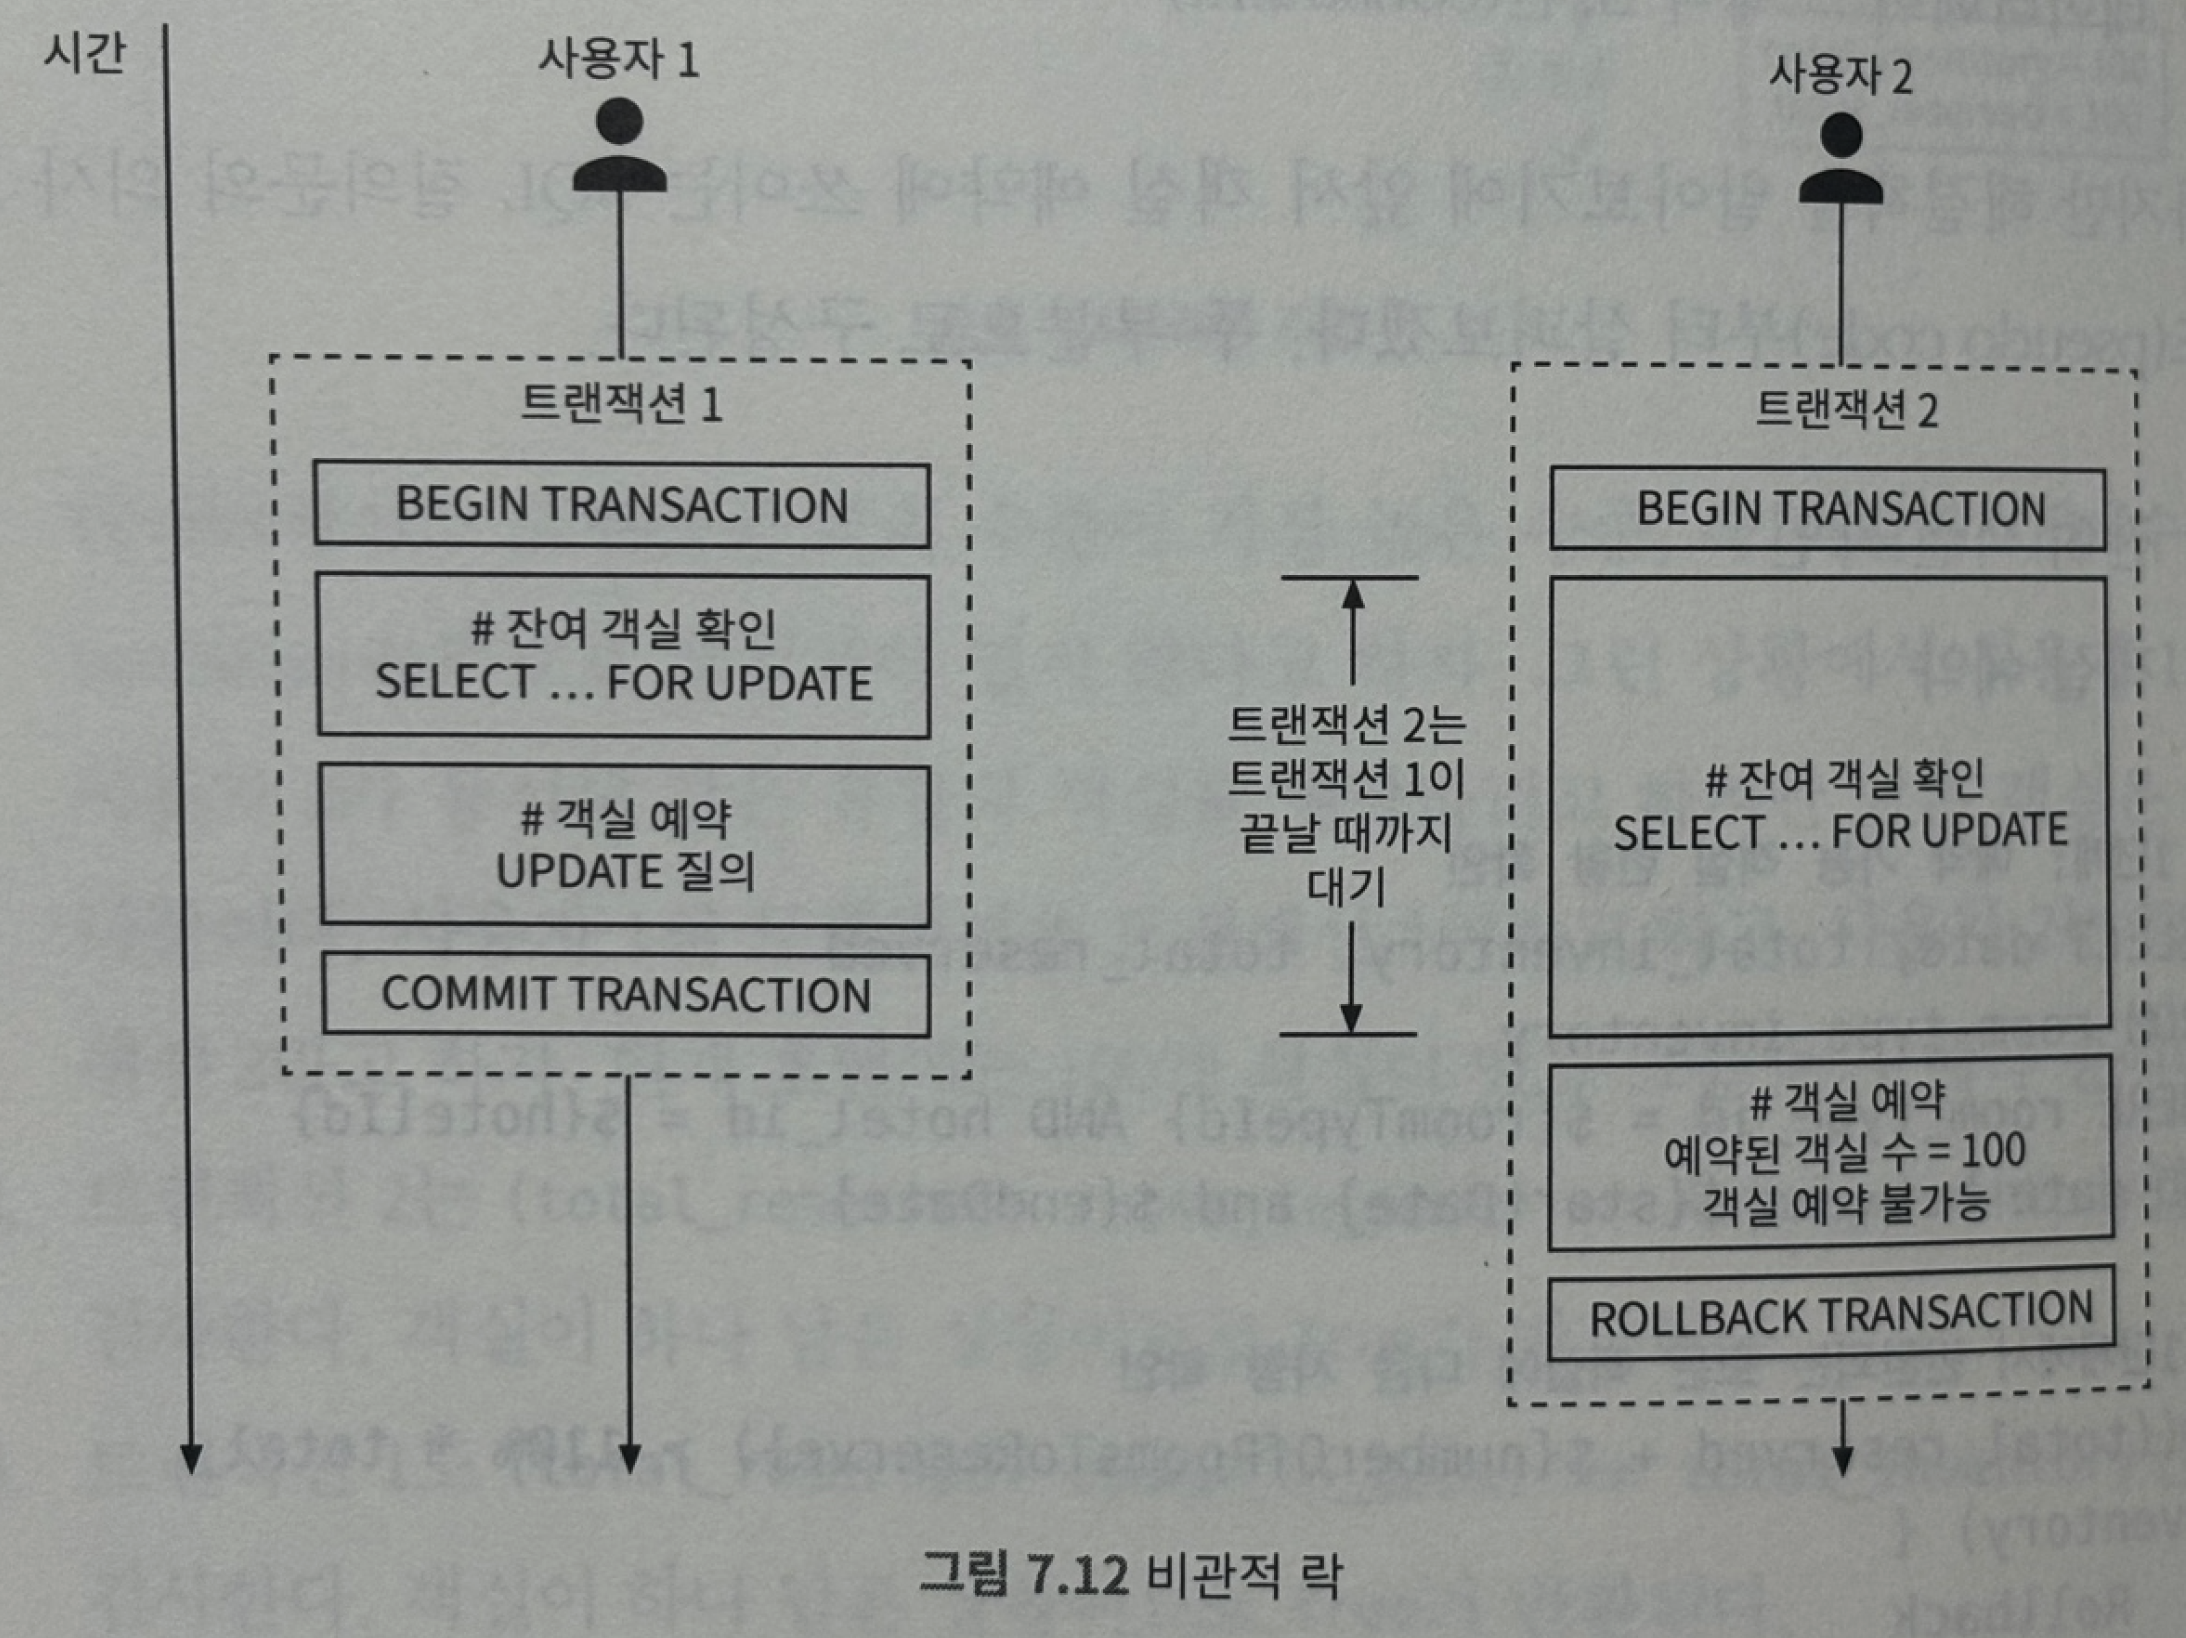 시간
사용자 1
사용자 2
트랜잭션 1
BEGIN TRANSACTION
# 잔여 객실 확인
SELECT … FOR UPDATE
# 객실 예약
UPDATE 질의
COMMIT TRANSACTION
트랜잭션 2는
트랜잭션 1이
끝날 때까지
대기
트랜잭션 2
BEGIN TRANSACTION
# 잔여 객실 확인
SELECT … FOR UPDATE
# 객실 예약
예약된 객실 수 = 100
객실 예약 불가능
ROLLBACK TRANSACTION
그림 7.12 비관적 락